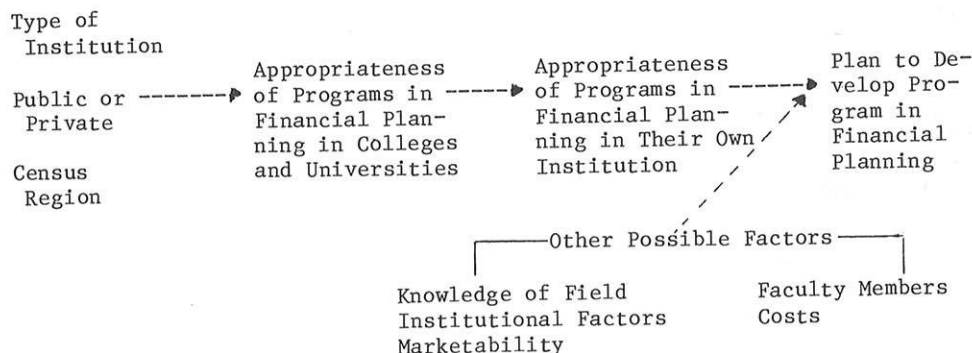 Type of
Institution
Public or
Private
Census
Region
Appropriateness
of Programs in
Financial Plan-
ning in Colleges
and Universities
Appropriateness
of Programs in
Financial Plan-
ning in Their Own
Institution
Plan to De-
velop Pro-
gram in
Financial
Planning
Other Possible Factors
Knowledge of Field
Institutional Factors
Marketability
Faculty Members
Costs